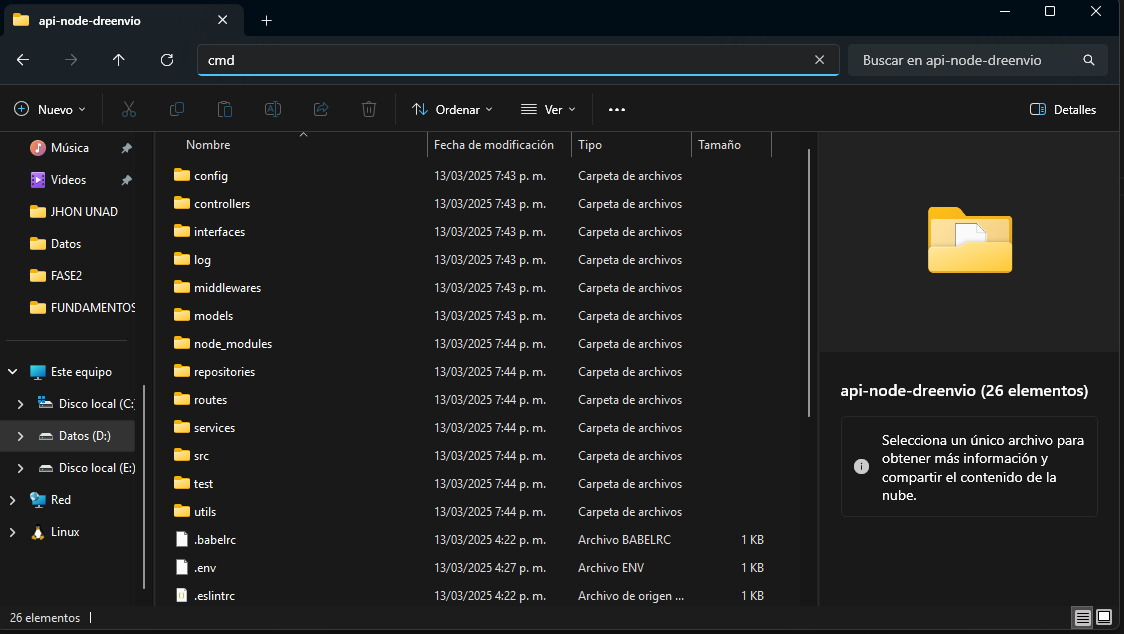 api-node-dreenvio
cmd
Buscar en api-node-dreenvio
Nuevo
Ordenar
Ver
Detalles
Música
Videos
JHON UNAD
Datos
FASE2
FUNDAMENTOS
Este equipo
Disco local (C:
Datos (D:)
Disco local (E:)
Red
Linux
Nombre Fecha de modificación Tipo Tamaño
config 13/03/2025 7:43 p. m. Carpeta de archivos
controllers 13/03/2025 7:43 p. m. Carpeta de archivos
interfaces 13/03/2025 7:43 p. m. Carpeta de archivos
log 13/03/2025 7:43 p. m. Carpeta de archivos
middlewares 13/03/2025 7:43 p. m. Carpeta de archivos
models 13/03/2025 7:43 p. m. Carpeta de archivos
node_modules 13/03/2025 7:44 p. m. Carpeta de archivos
repositories 13/03/2025 7:44 p. m. Carpeta de archivos
routes 13/03/2025 7:44 p. m. Carpeta de archivos
services 13/03/2025 7:44 p. m. Carpeta de archivos
src 13/03/2025 7:44 p. m. Carpeta de archivos
test 13/03/2025 7:44 p. m. Carpeta de archivos
utils 13/03/2025 7:44 p. m. Carpeta de archivos
.babelrc 13/03/2025 4:22 p. m. Archivo BABELRC 1 KB
.env 13/03/2025 4:27 p. m. Archivo ENV 1 KB
.eslintrc 13/03/2025 4:22 p. m. Archivo de origen ... 1 KB
api-node-dreenvio (26 elementos)
Selecciona un único archivo para
obtener más información y
compartir el contenido de la
nube.
26 elementos